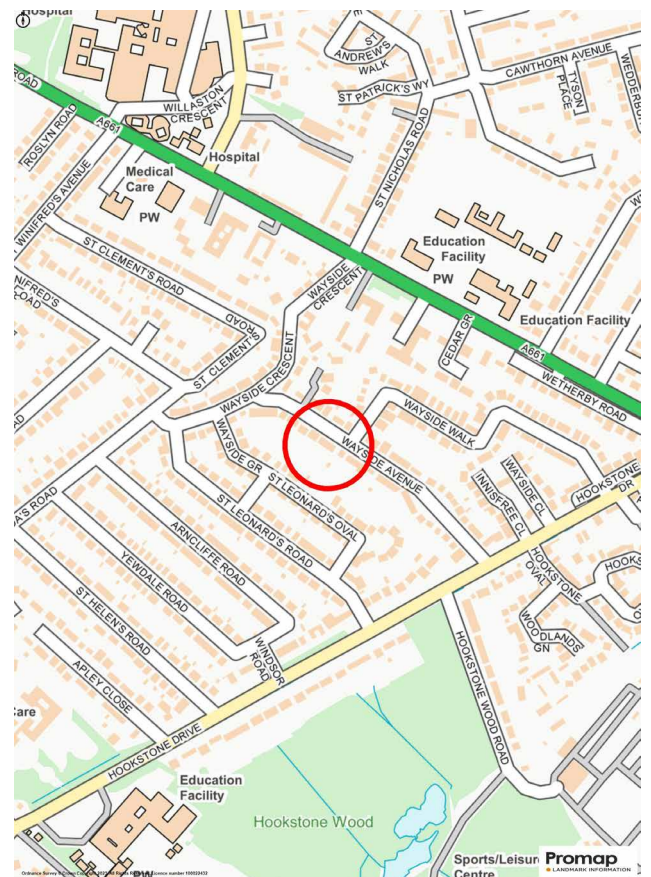 Hospital
ROAD
ROSLYN ROAD
A661
WILLASTON
CRESCENT
Hospital
Medical
Care
PW
WINIFRED'S AVENUE
ST
ANDREW'S
WALK
ST PATRICK'S WY
CAWTHORN AVENUE
TYSON
PLACE
ST NICHOLAS ROAD
Education
Facility
PW
Education Facility
ST CLEMENT'S ROAD
ST CLEMENT'S
ROAD
WAYSIDE
CRESCENT
WAYSIDE CRESCENT
CEDAR GR
A661
WETHERBY ROAD
WAYSIDE WALK
WAYSIDE AVENUE
WAYSIDE GR
ST LEONARD'S OVAL
ST LEONARD'S ROAD
WAYSIDE CL
INNISFREE CL
HOOKSTONE
DR
HOOKSTONE
OVAL
WOODLANDS
GN
ARNCLIFFE ROAD
YEWDALE ROAD
ST HELEN'S ROAD
WINDSOR
ROAD
APLEY CLOSE
HOOKSTONE DRIVE
HOOKSTONE WOOD ROAD
Education
Facility
PW
Hookstone Wood
Sports/Leisure
Centre
Promap
LANDMARK INFORMATION